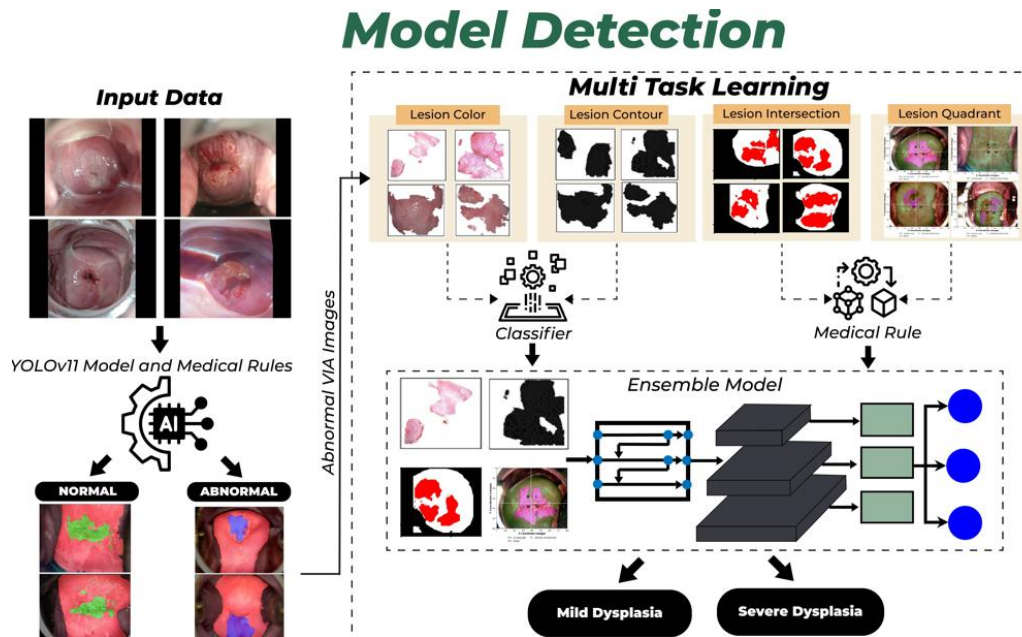 Model Detection
Input Data
YOLOv11 Model and Medical Rules
AI
NORMAL
ABNORMAL
Abnormal VIA Images
Multi Task Learning
Lesion Color
Lesion Contour
Lesion Intersection
Lesion Quadrant
Classifier
Medical Rule
Ensemble Model
Mild Dysplasia
Severe Dysplasia